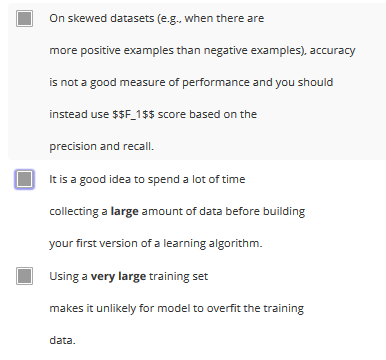 On skewed datasets (e.g., when there are
more positive examples than negative examples), accuracy
is not a good measure of performance and you should
instead use $$F_1$$ score based on the
precision and recall.
It is a good idea to spend a lot of time
collecting a large amount of data before building
your first version of a learning algorithm.
Using a very large training set
makes it unlikely for model to overfit the training
data.